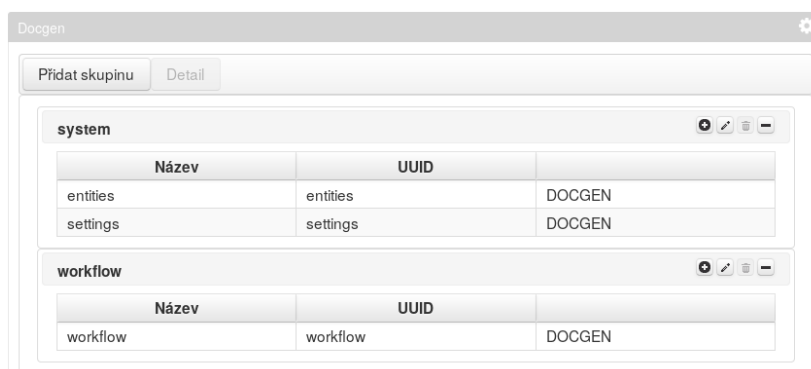 Docgen
Přidat skupinu Detail
system
Název UUID
entities entities DOCGEN
settings settings DOCGEN
workflow
Název UUID
workflow workflow DOCGEN